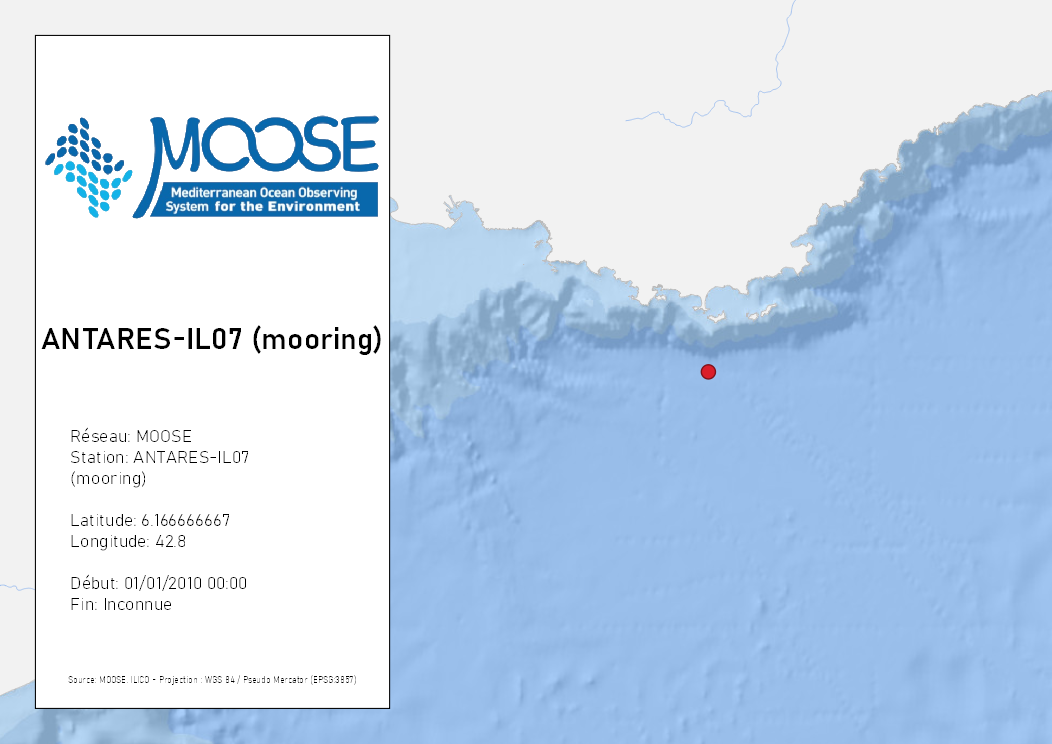 MOOSE
Mediterranean Ocean Observing
System for the Environment
ANTARES-IL07 (mooring)
Réseau: MOOSE
Station: ANTARES-IL07
(mooring)
Latitude: 6.166666667
Longitude: 42.8
Début: 01/01/2010 00:00
Fin: Inconnue
Source: MOOSE, ILICO - Projection : WGS 84 / Pseudo Mercator (EPSG:3857)